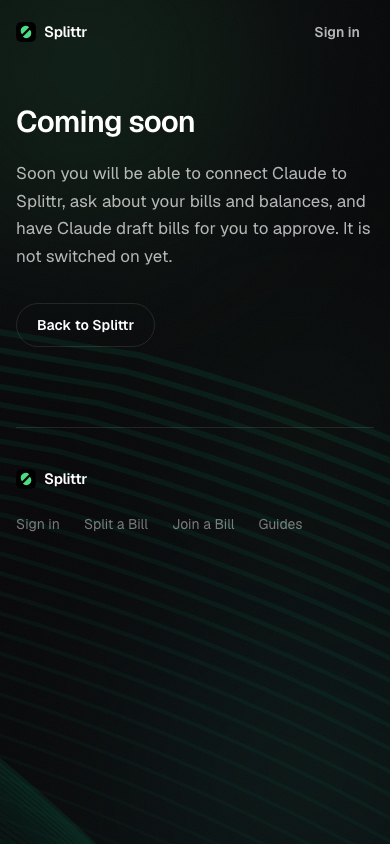 Splittr
Sign in
Coming soon
Soon you will be able to connect Claude to
Splittr, ask about your bills and balances, and
have Claude draft bills for you to approve. It is
not switched on yet.
Back to Splittr
Splittr
Sign in
Split a Bill
Join a Bill
Guides